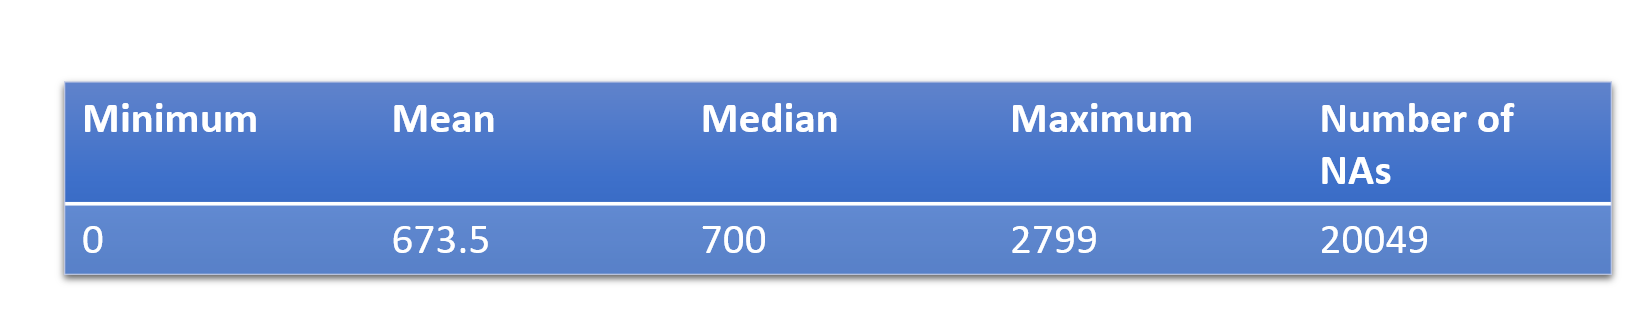 Minimum Mean Median Maximum Number of
NAs
0 673.5 700 2799 20049